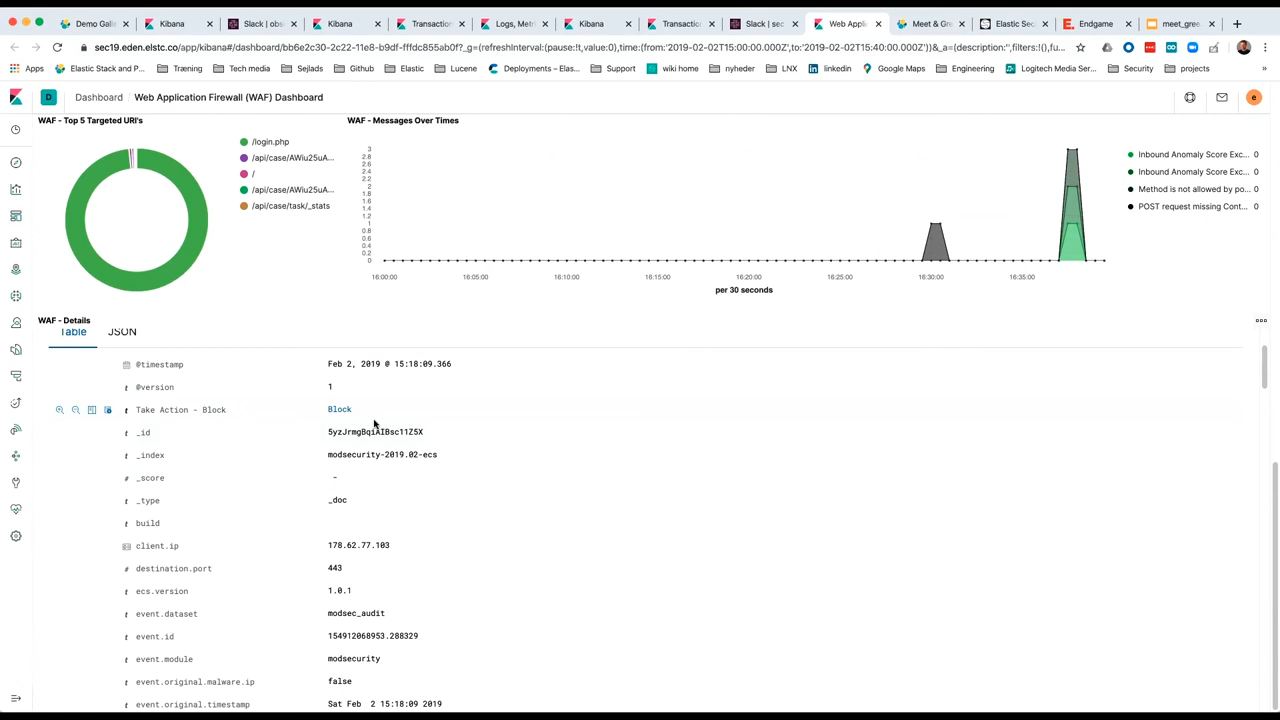 Demo Galle
Kibana
Slack | obs
Kibana
Transaction
Logs, Metri
Kibana
Transactio
Slack | sec
Web Applic
Meet & Gre
Elastic Sec
Endgame
meet_gree
sec19.eden.elstc.co/app/kibana#/dashboard/bb6e2c30-2c22-11e8-b9df-fffdc855ab0f?_g=(refreshInterval:(pause:!t,value:0),time:(from:'2019-02-02T15:00:00.000Z',to:'2019-02-02T15:40:00.000Z'))&_a=(description:'',filters:!(),fu...
Apps
Elastic Stack and P...
Træning
Tech media
Sejlads
Github
Elastic
Lucene
Deployments – Elas...
Support
wiki home
nyheder
LNX
linkedin
Google Maps
Engineering
Logitech Media Ser...
Security
projects
»
D
Dashboard / Web Application Firewall (WAF) Dashboard
e
WAF - Top 5 Targeted URI's
/login.php
/api/case/AWiu25uA...
/
/api/case/AWiu25uA...
/api/case/task/_stats
WAF - Messages Over Times
3
2.8
2.6
2.4
2.2
2
1.8
1.6
1.4
1.2
1
0.8
0.6
0.4
0.2
0
16:00:00
16:05:00
16:10:00
16:15:00
16:20:00
16:25:00
16:30:00
16:35:00
per 30 seconds
Inbound Anomaly Score Exc... 0
Inbound Anomaly Score Exc... 0
Method is not allowed by po... 0
POST request missing Cont... 0
WAF - Details
Table
JSON
@timestamp Feb 2, 2019 @ 15:18:09.366
t @version 1
t Take Action - Block Block
t _id 5yzJrmgBqiAIBsc11Z5X
t _index modsecurity-2019.02-ecs
# _score -
t _type _doc
t build
client.ip 178.62.77.103
# destination.port 443
t ecs.version 1.0.1
t event.dataset modsec_audit
t event.id 154912068953.288329
t event.module modsecurity
t event.original.malware.ip false
t event.original.timestamp Sat Feb  2 15:18:09 2019